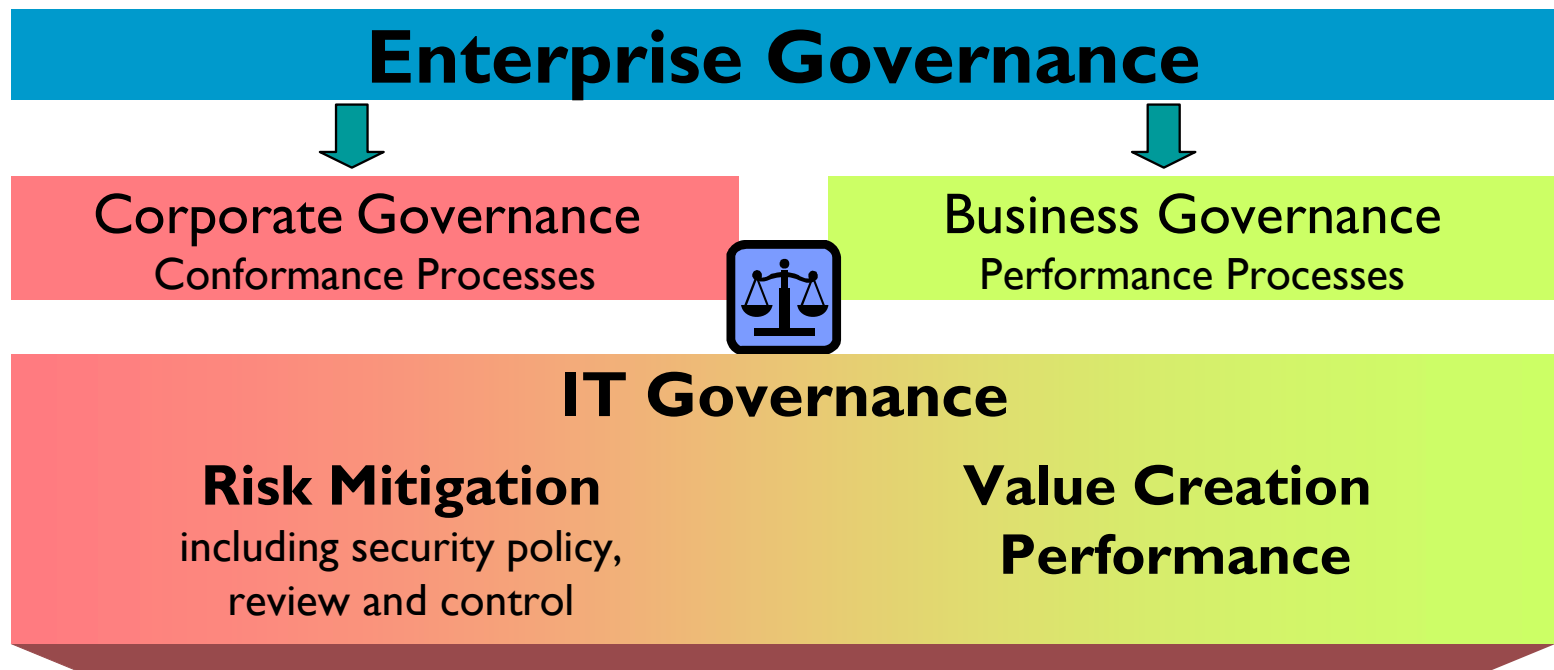 Enterprise Governance
Corporate Governance
Conformance Processes
Business Governance
Performance Processes
IT Governance
Risk Mitigation
including security policy,
review and control
Value Creation
Performance